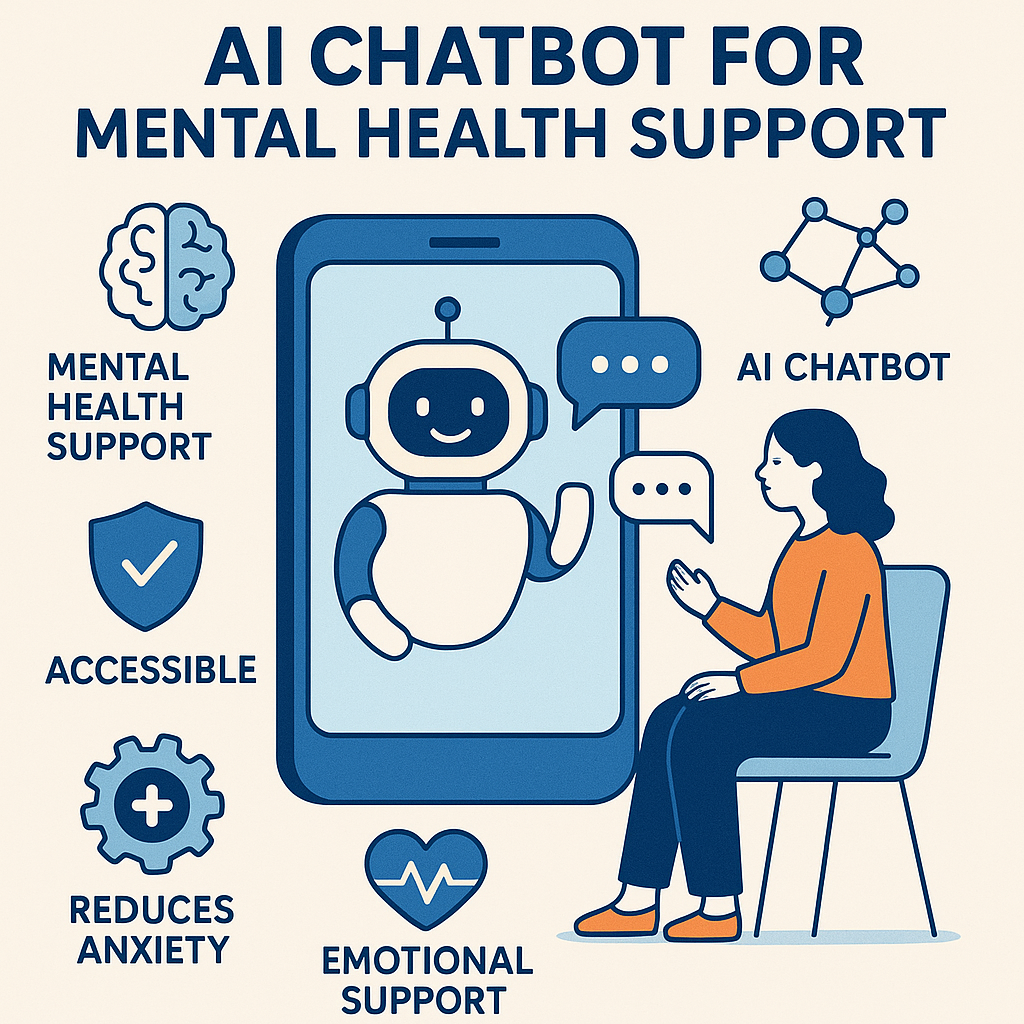 AI CHATBOT FOR
MENTAL HEALTH SUPPORT
MENTAL
HEALTH
SUPPORT
AI CHATBOT
ACCESSIBLE
REDUCES
ANXIETY
EMOTIONAL
SUPPORT